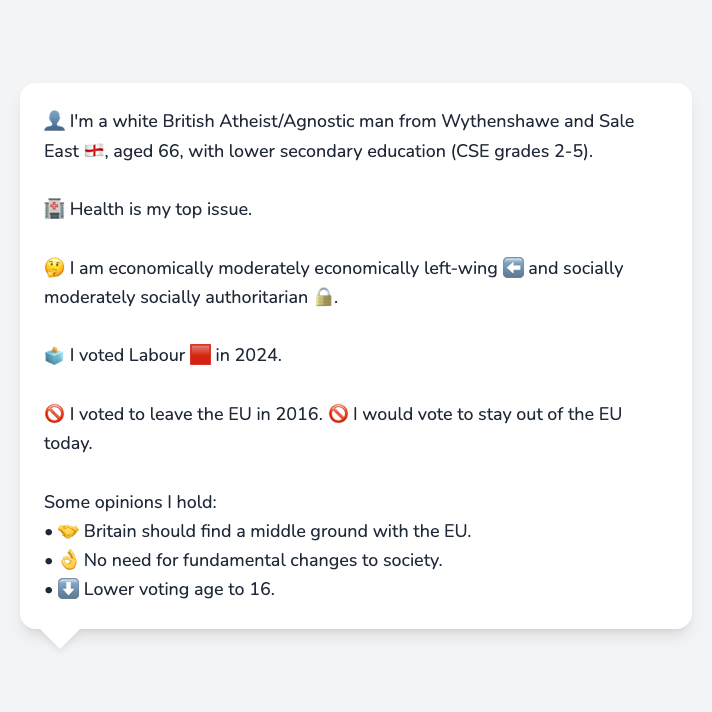 👤 I'm a white British Atheist/Agnostic man from Wythenshawe and Sale
East 🏴󠁧󠁢󠁥󠁮󠁧󠁿, aged 66, with lower secondary education (CSE grades 2-5).
🏥 Health is my top issue.
🤔 I am economically moderately economically left-wing ⬅️ and socially
moderately socially authoritarian 🔒.
🗳️ I voted Labour 🟥 in 2024.
🚫 I voted to leave the EU in 2016. 🚫 I would vote to stay out of the EU
today.
Some opinions I hold:
• 🤝 Britain should find a middle ground with the EU.
• 👌 No need for fundamental changes to society.
• ⬇️ Lower voting age to 16.